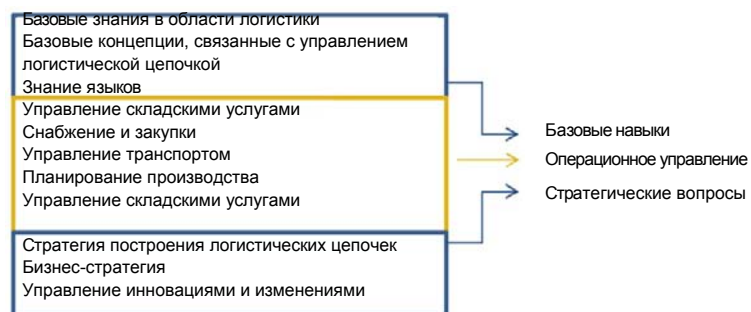 Базовые знания в области логистики
Базовые концепции, связанные с управлением
логистической цепочкой
Знание языков
Управление складскими услугами
Снабжение и закупки
Управление транспортом
Планирование производства
Управление складскими услугами
Стратегия построения логистических цепочек
Бизнес-стратегия
Управление инновациями и изменениями
Базовые навыки
Операционное управление
Стратегические вопросы